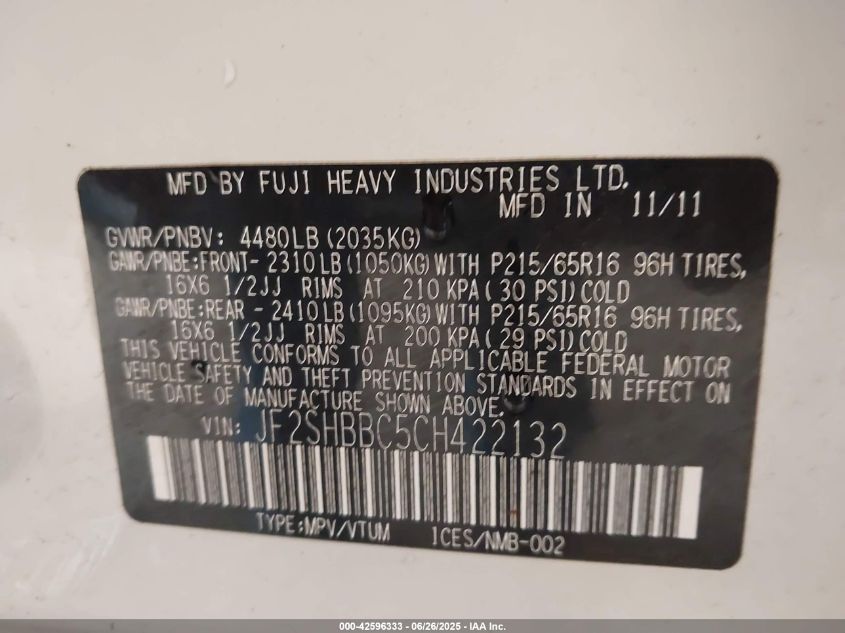 MFD BY FUJI HEAVY INDUSTRIES LTD.
MFD IN 11/11
GVWR/PNBV: 4480LB (2035KG)
GAWR/PNBE:FRONT- 2310LB(1050KG)WITH P215/65R16 96H TIRES,
16X6 1/2JJ RIMS AT 210 KPA( 30 PSI)COLD
GAWR/PNBE:REAR - 2410LB(1095KG)WITH P215/65R16 96H TIRES,
16X6 1/2JJ RIMS AT 200 KPA( 29 PSI)COLD
THIS VEHICLE CONFORMS TO ALL APPLICABLE FEDERAL MOTOR
VEHICLE SAFETY AND THEFT PREVENTION STANDARDS IN EFFECT ON
THE DATE OF MANUFACTURE SHOWN ABOVE.
VIN: JF2SHBBC5CH422132
TYPE:MPV/VTUM ICES/NMB-002
000-42596333 - 06/26/2025 - IAA Inc.